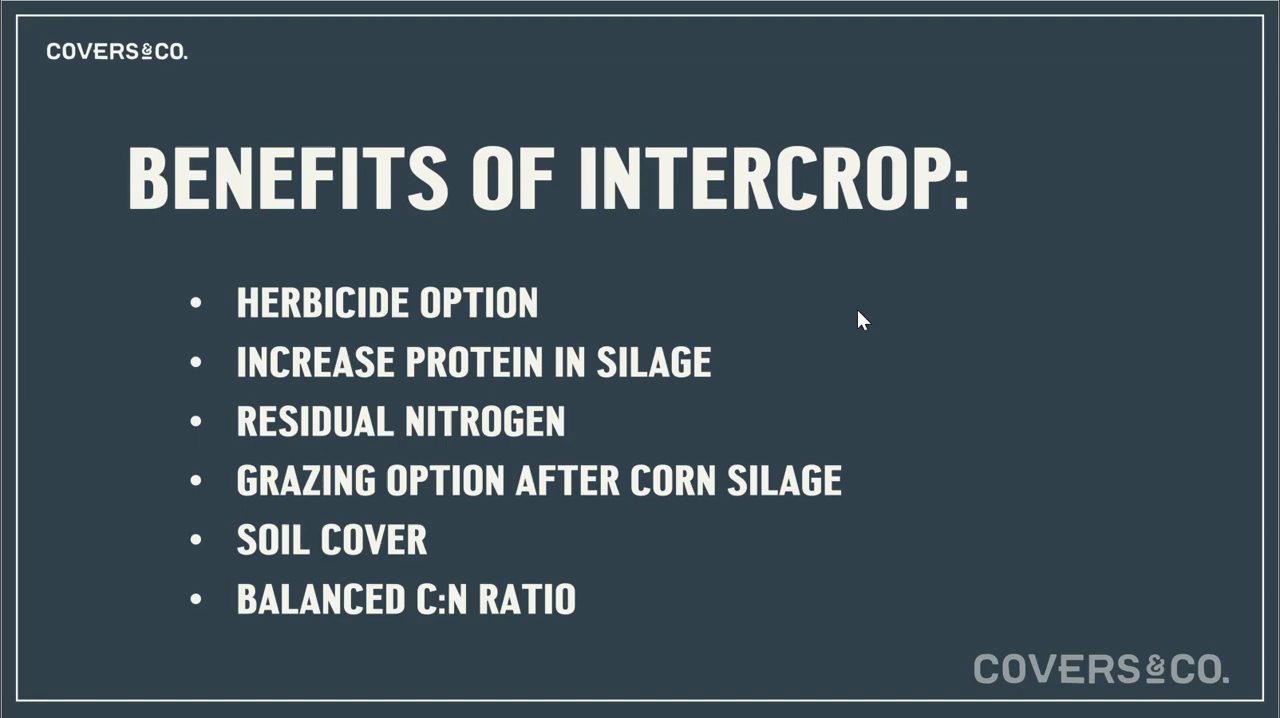 COVERS&CO.
BENEFITS OF INTERCROP:
• HERBICIDE OPTION
• INCREASE PROTEIN IN SILAGE
• RESIDUAL NITROGEN
• GRAZING OPTION AFTER CORN SILAGE
• SOIL COVER
• BALANCED C:N RATIO
COVERS&CO.